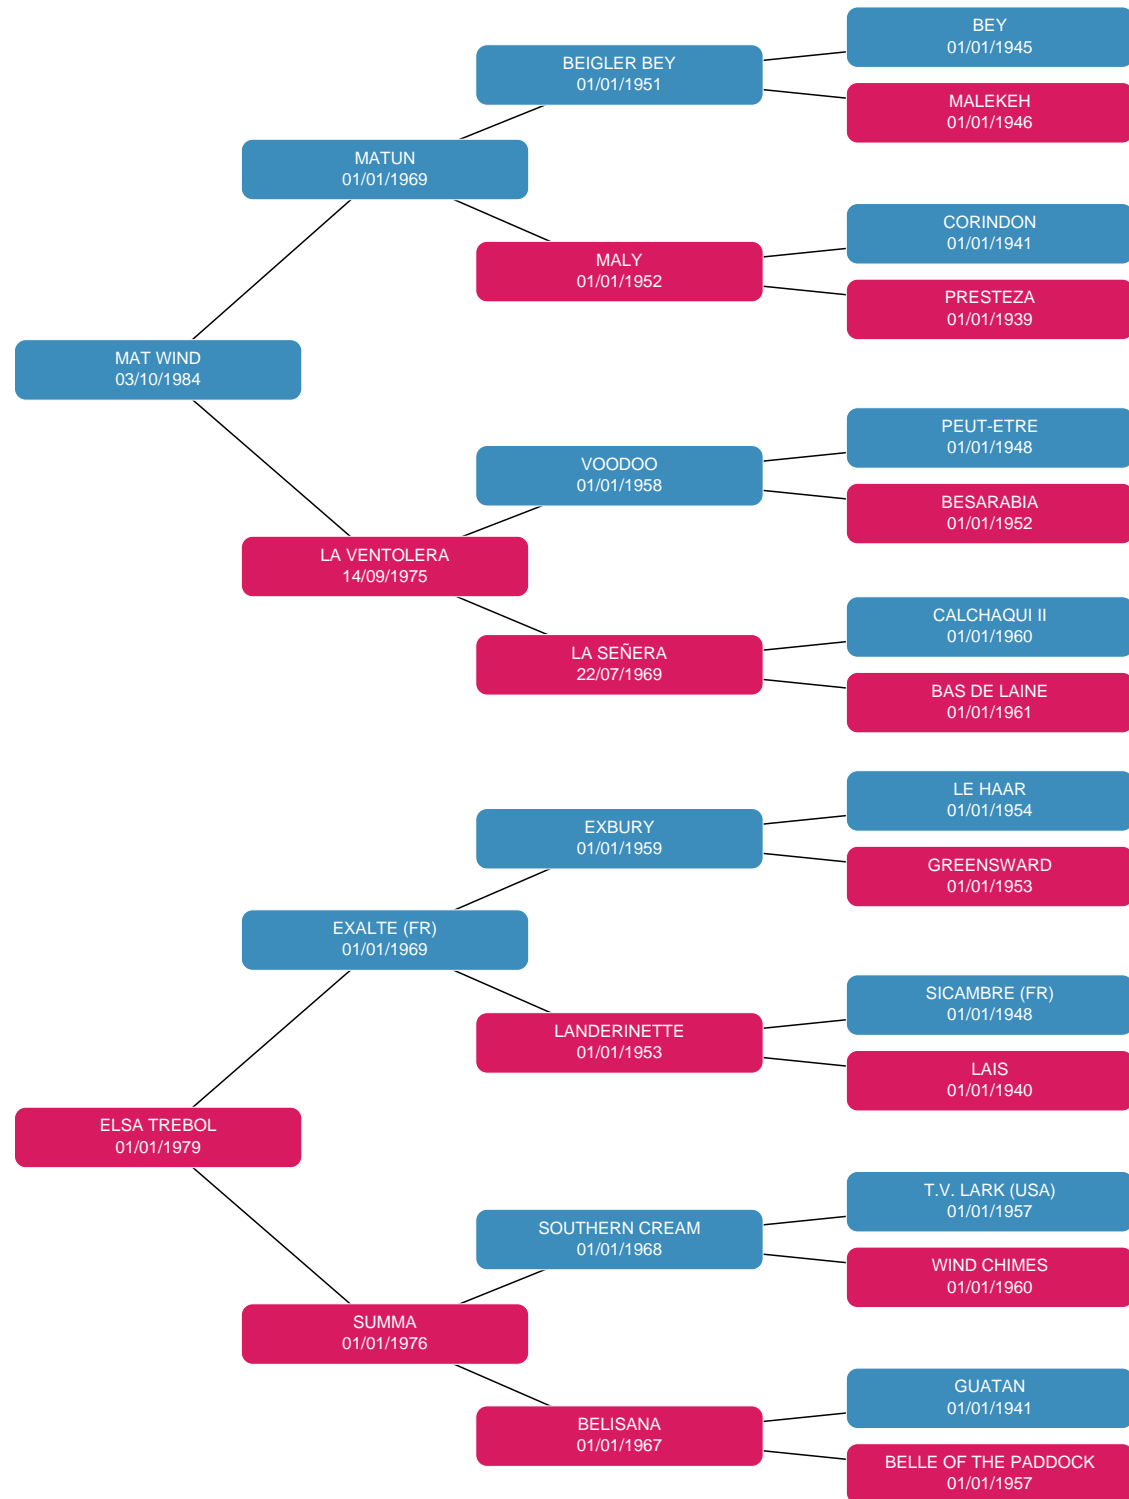 BEY
01/01/1945
BEIGLER BEY
01/01/1951
MALEKEH
01/01/1946
MATUN
01/01/1969
CORINDON
01/01/1941
MALY
01/01/1952
PRESTEZA
01/01/1939
MAT WIND
03/10/1984
PEUT-ETRE
01/01/1948
VOODOO
01/01/1958
BESARABIA
01/01/1952
LA VENTOLERA
14/09/1975
CALCHAQUI II
01/01/1960
LA SEÑERA
22/07/1969
BAS DE LAINE
01/01/1961
LE HAAR
01/01/1954
EXBURY
01/01/1959
GREENSWARD
01/01/1953
EXALTE (FR)
01/01/1969
SICAMBRE (FR)
01/01/1948
LANDERINETTE
01/01/1953
LAIS
01/01/1940
ELSA TREBOL
01/01/1979
T.V. LARK (USA)
01/01/1957
SOUTHERN CREAM
01/01/1968
WIND CHIMES
01/01/1960
SUMMA
01/01/1976
GUATAN
01/01/1941
BELISANA
01/01/1967
BELLE OF THE PADDOCK
01/01/1957